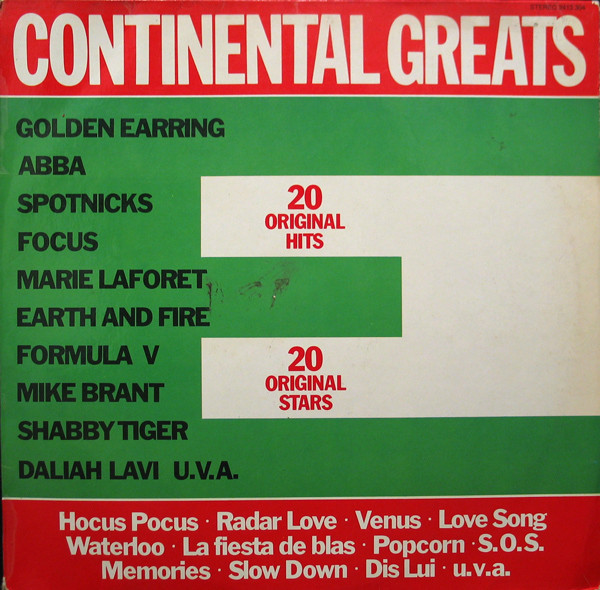 CONTINENTAL GREATS
GOLDEN EARRING
ABBA
SPOTNICKS
FOCUS
MARIE LAFORET
EARTH AND FIRE
FORMULA V
MIKE BRANT
SHABBY TIGER
DALIAH LAVI U.V.A.
20
ORIGINAL
HITS
20
ORIGINAL
STARS
Hocus Pocus · Radar Love · Venus · Love Song
Waterloo · La fiesta de blas · Popcorn · S.O.S.
Memories · Slow Down · Dis Lui · u.v.a.